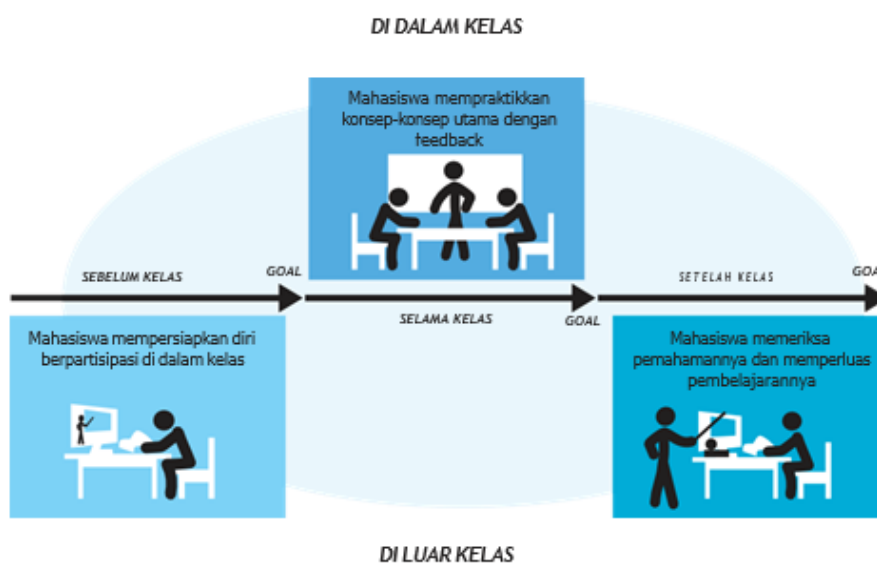 DI DALAM KELAS
Mahasiswa mempraktikkan
konsep-konsep utama dengan
feedback
SEBELUM KELAS
GOAL
SETELAH KELAS
GOA
SELAMA KELAS
GOAL
Mahasiswa mempersiapkan diri
berpartisipasi di dalam kelas
Mahasiswa memeriksa
pemahamannya dan memperluas
pembelajarannya
DI LUAR KELAS